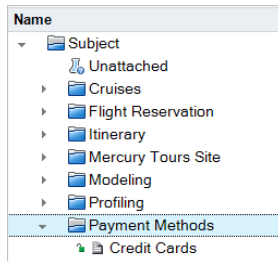 Name
Subject
Unattached
Cruises
Flight Reservation
Itinerary
Mercury Tours Site
Modeling
Profiling
Payment Methods
Credit Cards